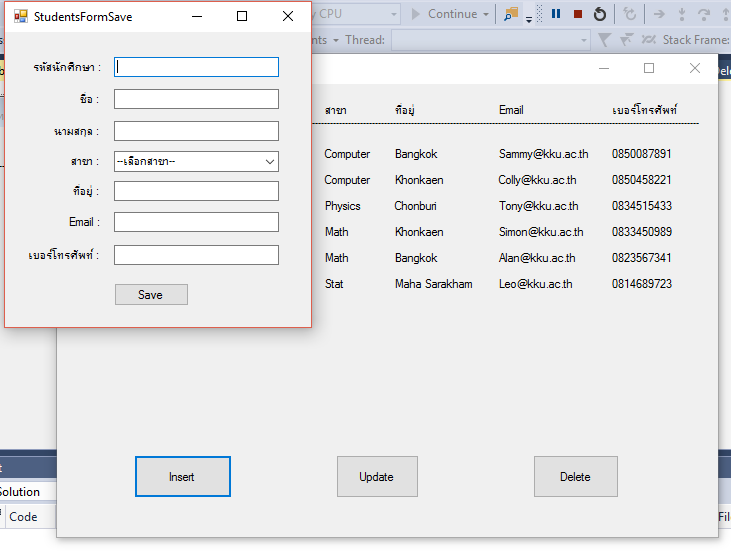 StudentsFormSave
CPU
Continue
Thread:
Stack Frame:
รหัสนักศึกษา :
ชื่อ :
นามสกุล :
สาขา : --เลือกสาขา--
ที่อยู่ :
Email :
เบอร์โทรศัพท์ :
Save
สาขา ที่อยู่ Email เบอร์โทรศัพท์
Computer Bangkok Sammy@kku.ac.th 0850087891
Computer Khonkaen Colly@kku.ac.th 0850458221
Physics Chonburi Tony@kku.ac.th 0834515433
Math Khonkaen Simon@kku.ac.th 0833450989
Math Bangkok Alan@kku.ac.th 0823567341
Stat Maha Sarakham Leo@kku.ac.th 0814689723
Insert Update Delete
Solution
Code